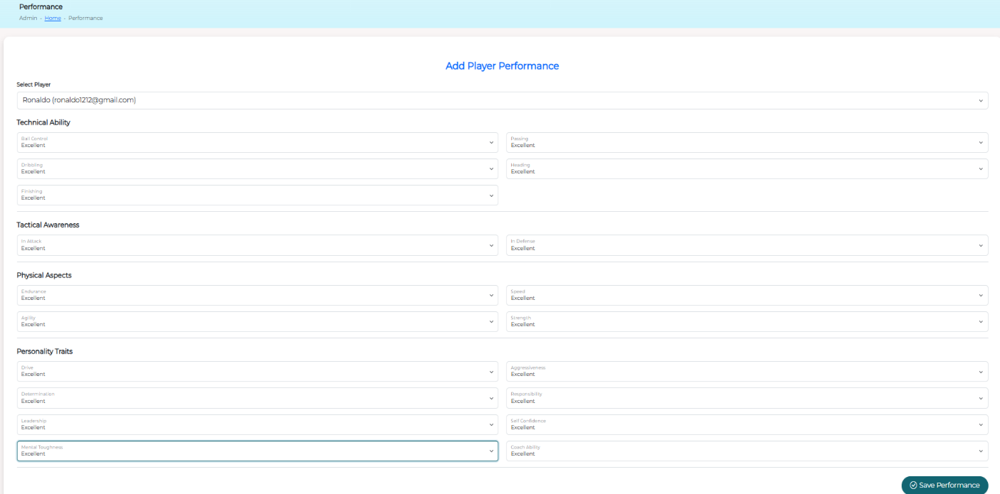 Performance
Admin - Home - Performance
Add Player Performance
Select Player
Ronaldo (ronaldo1212@gmail.com)
Technical Ability
Ball Control
Excellent
Passing
Excellent
Dribbling
Excellent
Heading
Excellent
Finishing
Excellent
Tactical Awareness
In Attack
Excellent
In Defense
Excellent
Physical Aspects
Endurance
Excellent
Speed
Excellent
Agility
Excellent
Strength
Excellent
Personality Traits
Drive
Excellent
Aggressiveness
Excellent
Determination
Excellent
Responsibility
Excellent
Leadership
Excellent
Self Confidence
Excellent
Mental Toughness
Excellent
Coach Ability
Excellent
Save Performance